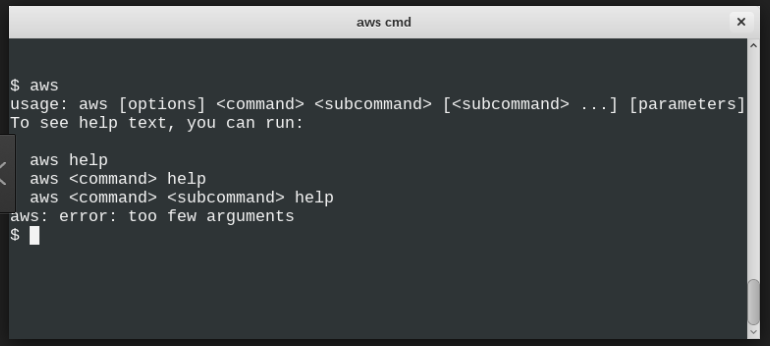 aws cmd
$ aws
usage: aws [options] <command> <subcommand> [<subcommand> ...] [parameters]
To see help text, you can run:
aws help
aws <command> help
aws <command> <subcommand> help
aws: error: too few arguments
$